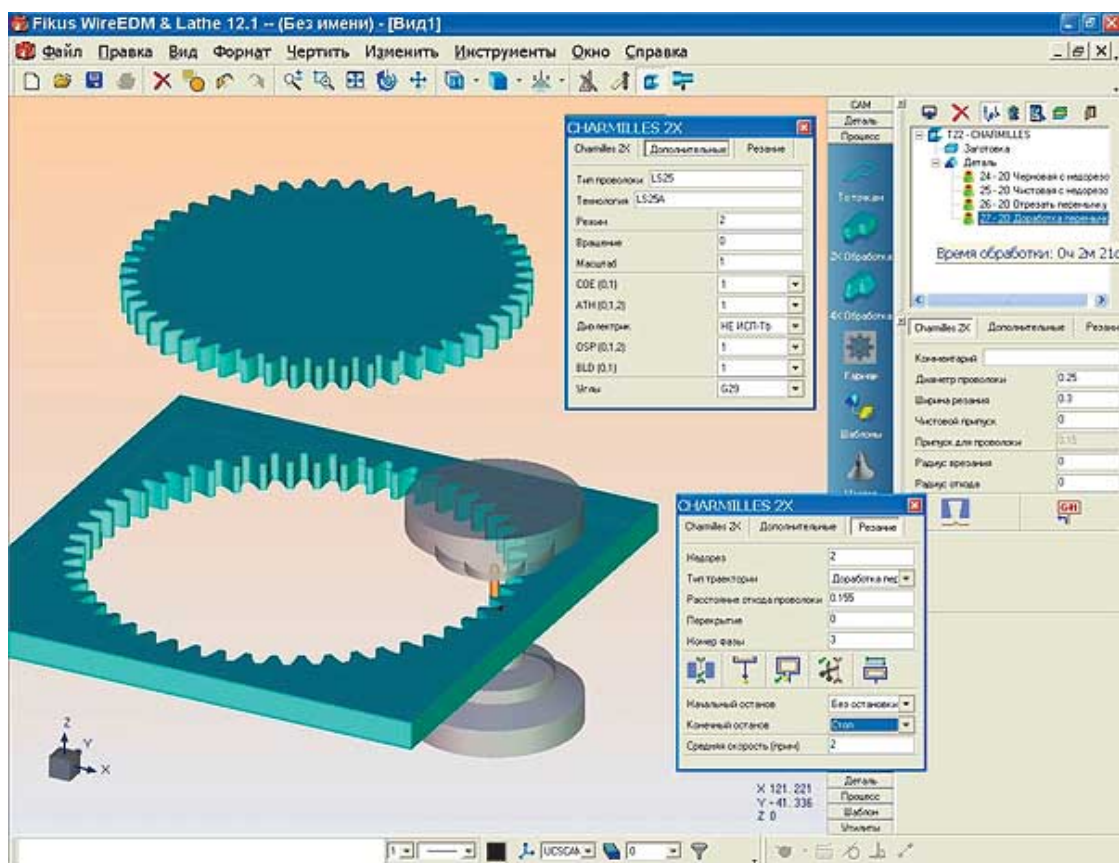 Fikus WireEDM & Lathe 12.1 -- (Без имени) - [Вид1]
Файл Правка Вид Формат Чертить Изменить Инструменты Окно Справка
CAM
Деталь
Процесс
2X Обработка
4X Обработка
Карман
Шаблоны
T22 - CHARMILLES
Заготовка
Деталь
24 - 20 Черновая с недорезо
25 - 20 Чистовая с недорезо
26 - 20 Отрезать перемычку
27 - 20 Доработка перемычк
Время обработки: 0ч 2м 21с
CHARMILLES 2X
Charmilles 2X Дополнительные Резание
Тип проволоки LS25
Технология LS25A
Режим 2
Вращение 0
Масштаб 1
COE (0,1) 1
ATH (0,1,2) 1
Диэлектрик. НЕ ИСП-Тр
OSP (0,1,2) 1
BLD (0,1) 1
Углы G29
Charmilles 2X Дополнительные Резани
Комментарий
Диаметр проволоки 0.25
Ширина резания 0.3
Чистовой припуск 0
Припуск для проволоки 0.15
Радиус врезания 0
Радиус отхода 0
CHARMILLES 2X
Charmilles 2X Дополнительные Резание
Недорез 2
Тип траектории Доработка пер
Расстояние отхода проволоки 0.155
Перекрытие 0
Номер фазы 3
Начальный останов Без остановки
Конечный останов Стоп
Средняя скорость (прим) 2
Z
Y
X
X 121. 221
Y -41. 336
Z 0
Деталь
Процесс
Шаблон
Утилиты
1 UCSCAM 0